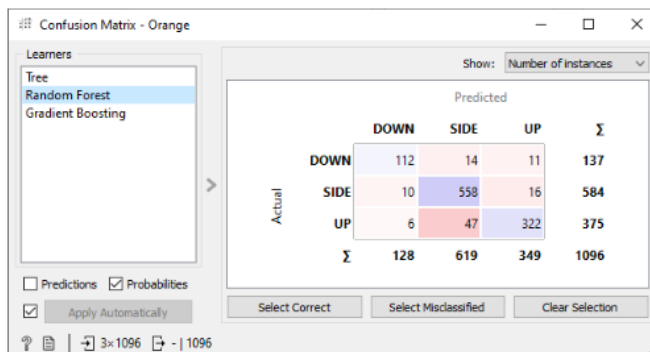 Confusion Matrix - Orange
Learners
Tree
Random Forest
Gradient Boosting
Predictions Probabilities
Apply Automatically
Show: Number of instances
Predicted
DOWN SIDE UP Σ
DOWN 112 14 11 137
Actual
SIDE 10 558 16 584
UP 6 47 322 375
Σ 128 619 349 1096
Select Correct Select Misclassified Clear Selection
? 3×1096 - | 1096